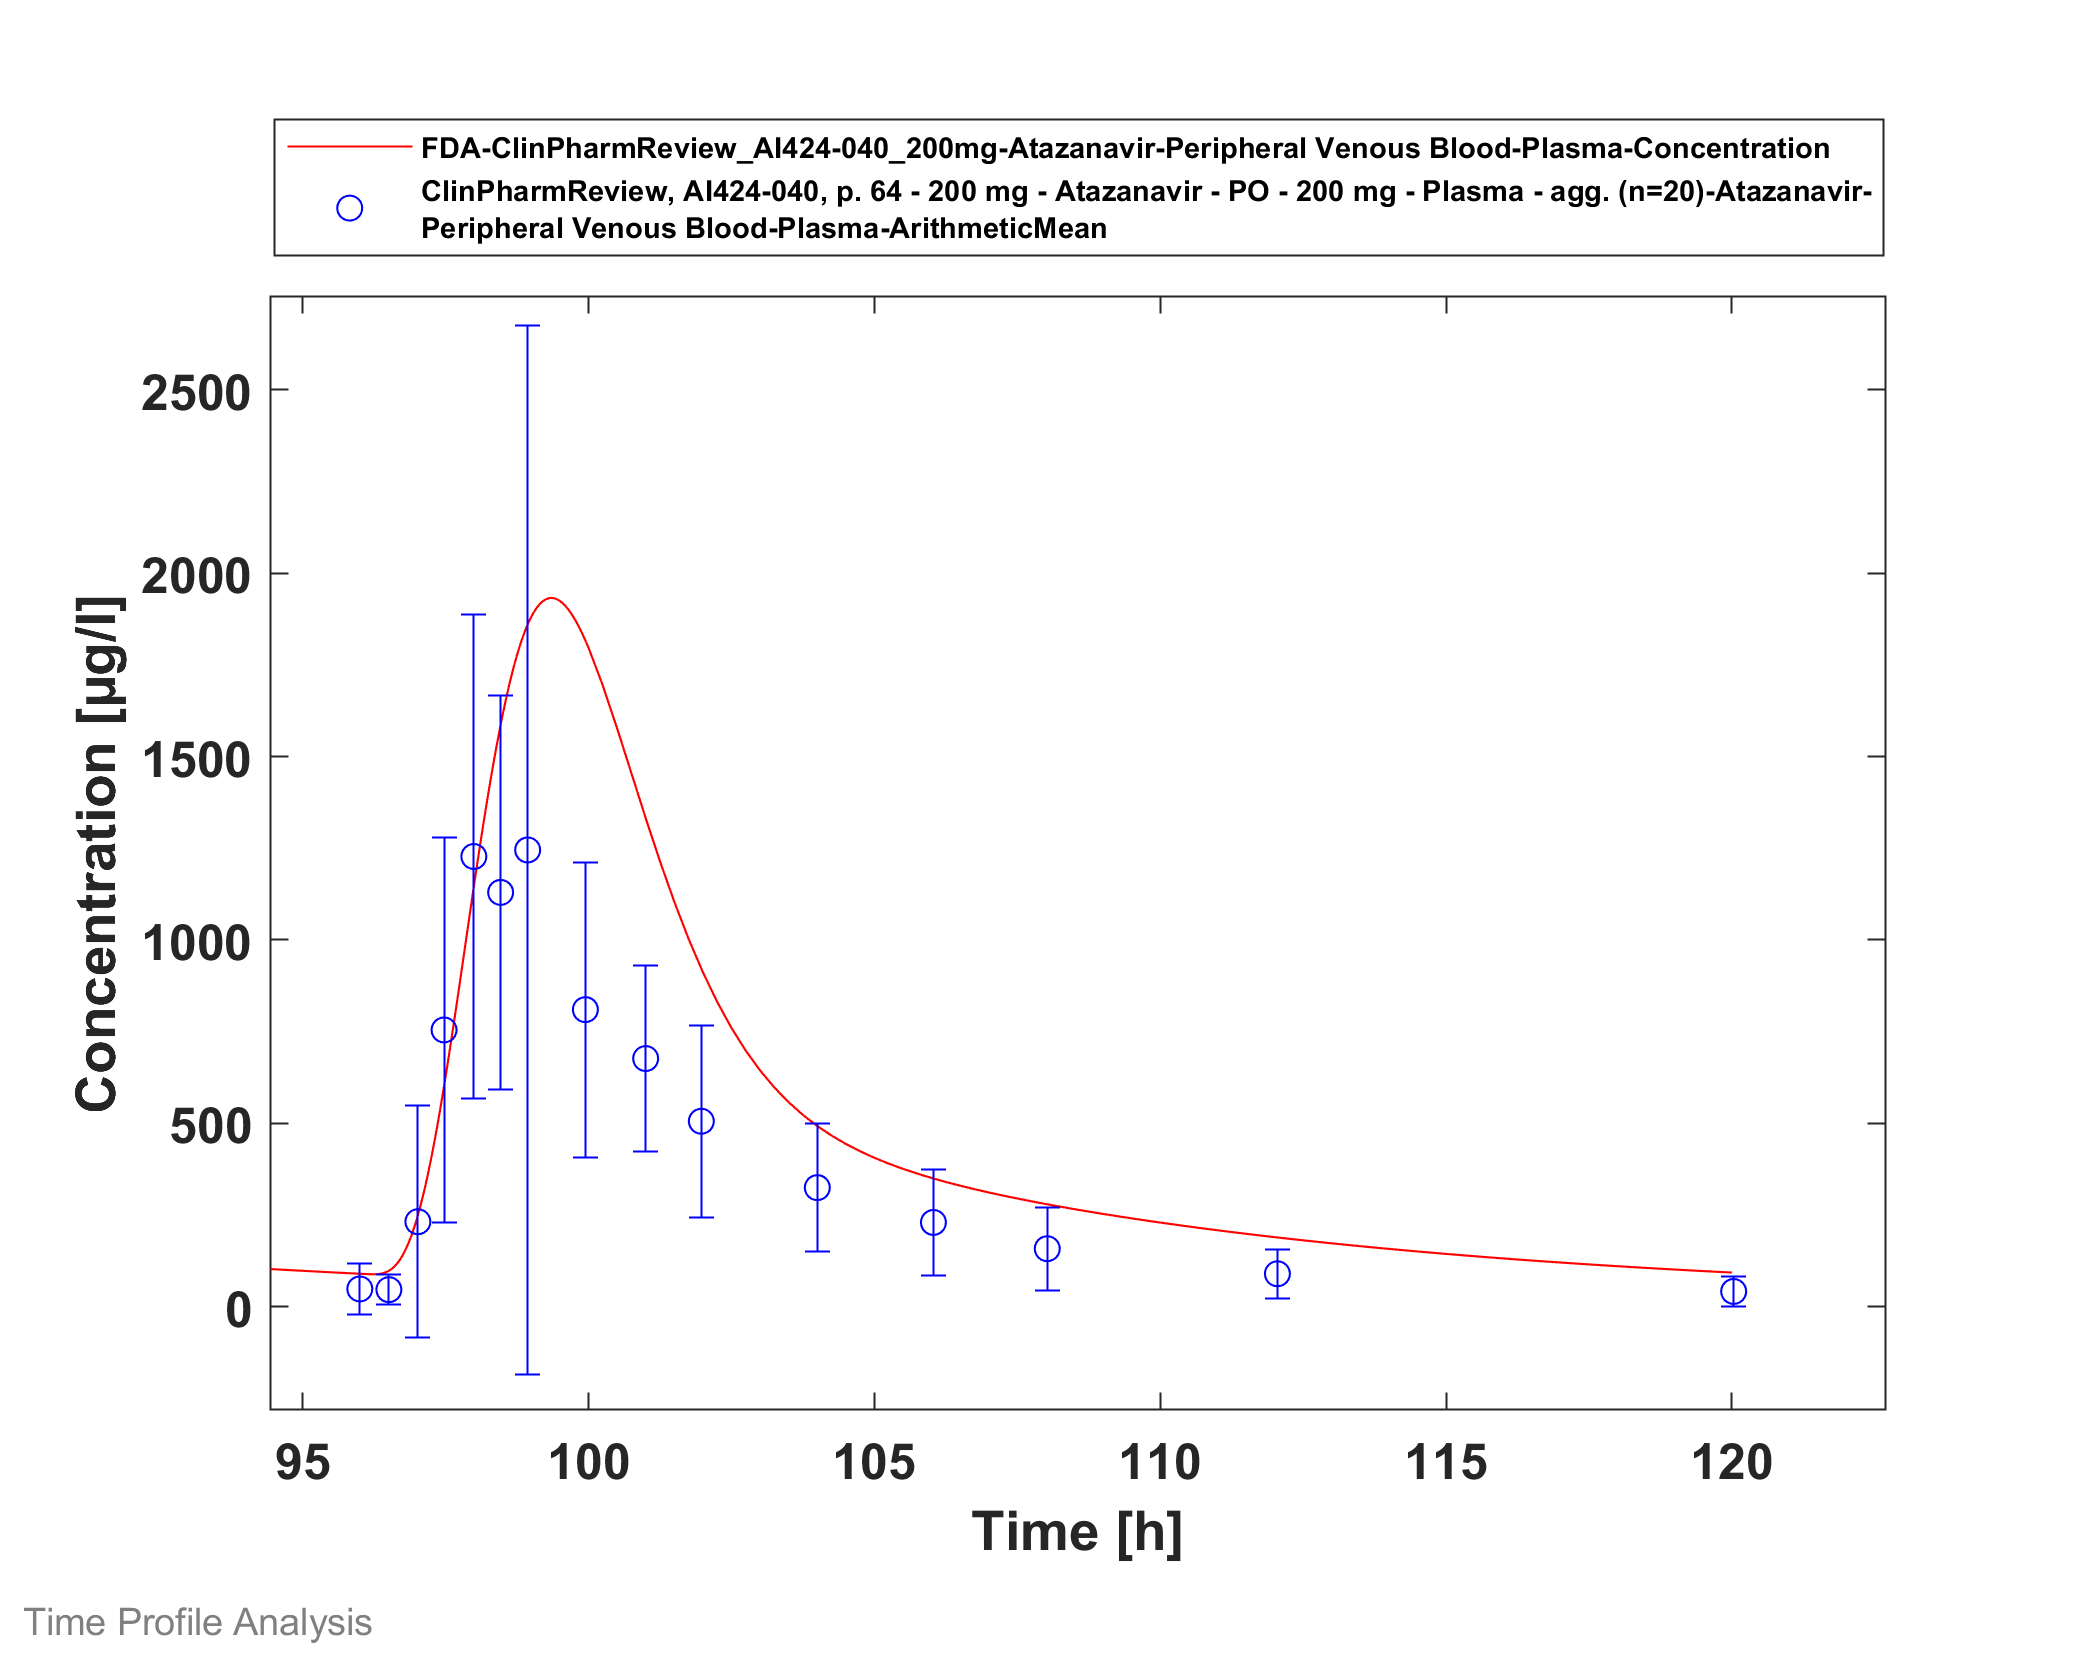 FDA-ClinPharmReview_AI424-040_200mg-Atazanavir-Peripheral Venous Blood-Plasma-Concentration
ClinPharmReview, AI424-040, p. 64 - 200 mg - Atazanavir - PO - 200 mg - Plasma - agg. (n=20)-Atazanavir-
Peripheral Venous Blood-Plasma-ArithmeticMean
2500
2000
1500
1000
500
0
Concentration [µg/l]
95 100 105 110 115 120
Time [h]
Time Profile Analysis